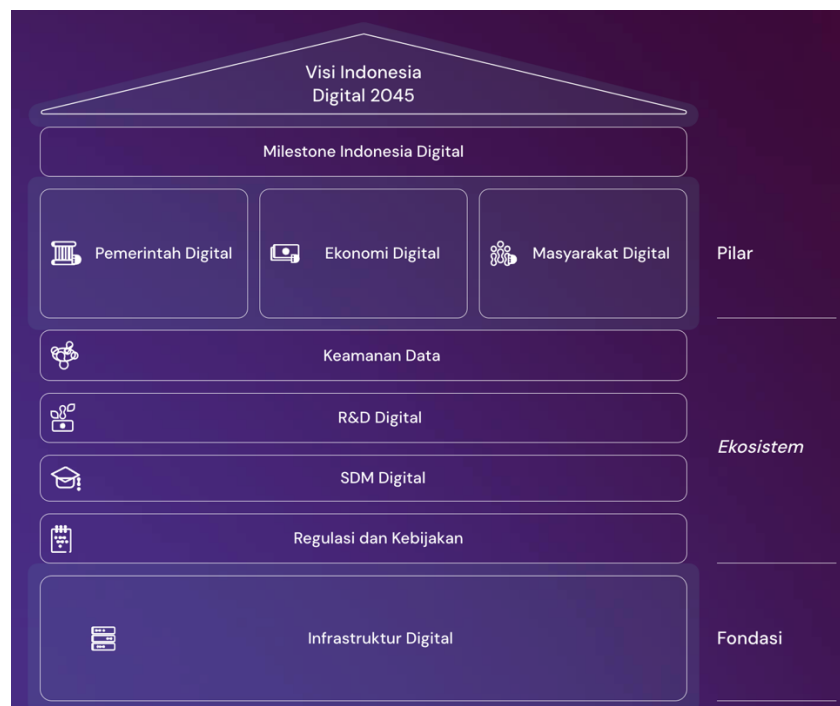 Visi Indonesia
Digital 2045
Milestone Indonesia Digital
Pemerintah Digital
Ekonomi Digital
Masyarakat Digital
Pilar
Keamanan Data
R&D Digital
Ekosistem
SDM Digital
Regulasi dan Kebijakan
Infrastruktur Digital
Fondasi